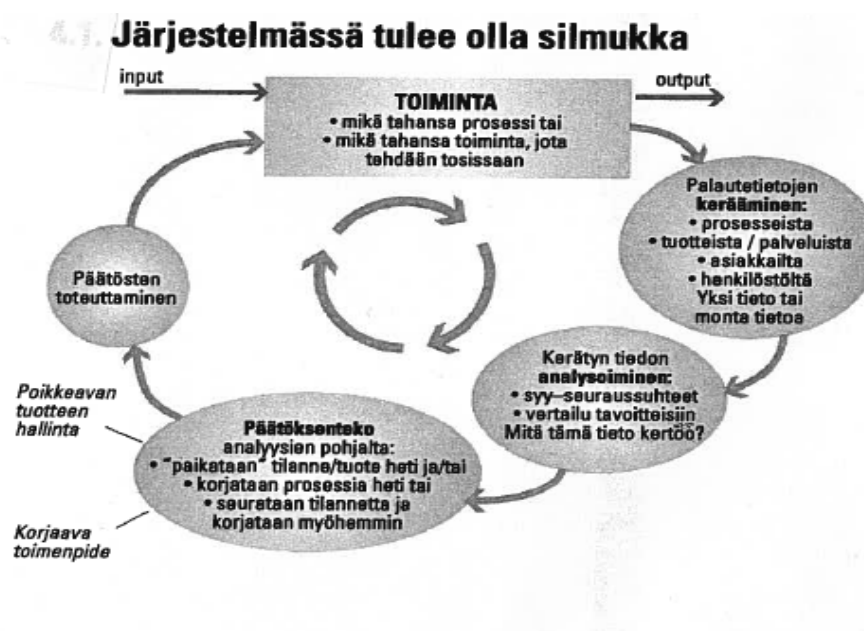 Järjestelmässä tulee olla silmukka
input
output
TOIMINTA
• mikä tahansa prosessi tai
• mikä tahansa toiminta, jota
tehdään tosissaan
Palautetietojen
kerääminen:
• prosesseista
• tuotteista / palveluista
• asiakkailta
• henkilöstöltä
Yksi tieto tai
monta tietoa
Kerätyn tiedon
analysoiminen:
• syy–seuraussuhteet
• vertailu tavoitteisiin
Mitä tämä tieto kertoo?
Päätöksenteko
analyysien pohjalta:
• "paikataan" tilanne/tuote heti ja/tai
• korjataan prosessia heti tai
• seurataan tilannetta ja
korjataan myöhemmin
Päätösten
toteuttaminen
Poikkeavan
tuotteen
hallinta
Korjaava
toimenpide